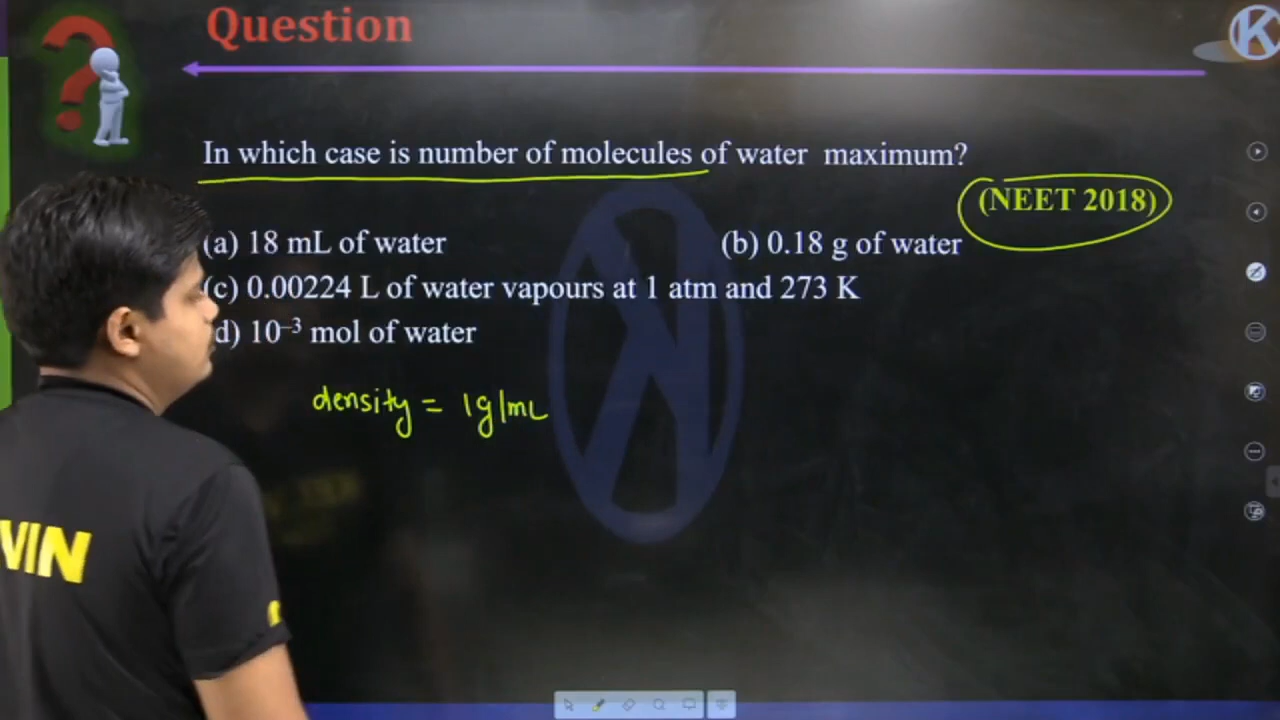 Question
In which case is number of molecules of water maximum?
(NEET 2018)
(a) 18 mL of water (b) 0.18 g of water
(c) 0.00224 L of water vapours at 1 atm and 273 K
d) 10⁻³ mol of water
density = 1g/mL
VIN
K